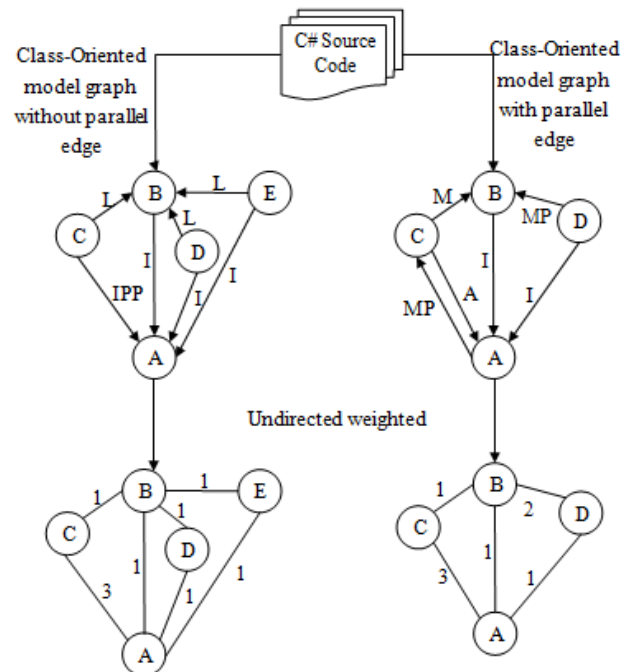 C# Source
Code
Class-Oriented
model graph
without parallel
edge
Class-Oriented
model graph
with parallel
edge
B
L
E
L
C
L
D
I
IPP
I
I
A
B
M
MP
D
C
I
A
I
MP
A
Undirected weighted
B
1
E
1
1
C
D
1
3
1
1
A
B
1
2
D
C
1
3
1
A